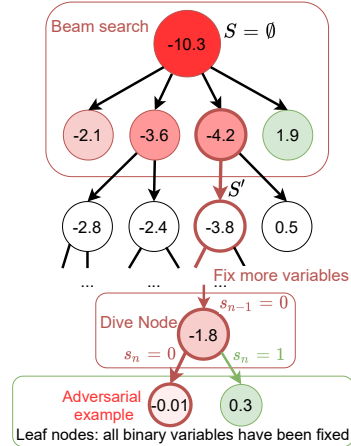 Beam search
S = ∅
-10.3
-2.1 -3.6 -4.2 1.9
S′
-2.8 -2.4 -3.8 0.5
... ... ...
Fix more variables
s_{n−1} = 0
Dive Node
-1.8
s_n = 0 s_n = 1
Adversarial
example
-0.01 0.3
Leaf nodes: all binary variables have been fixed